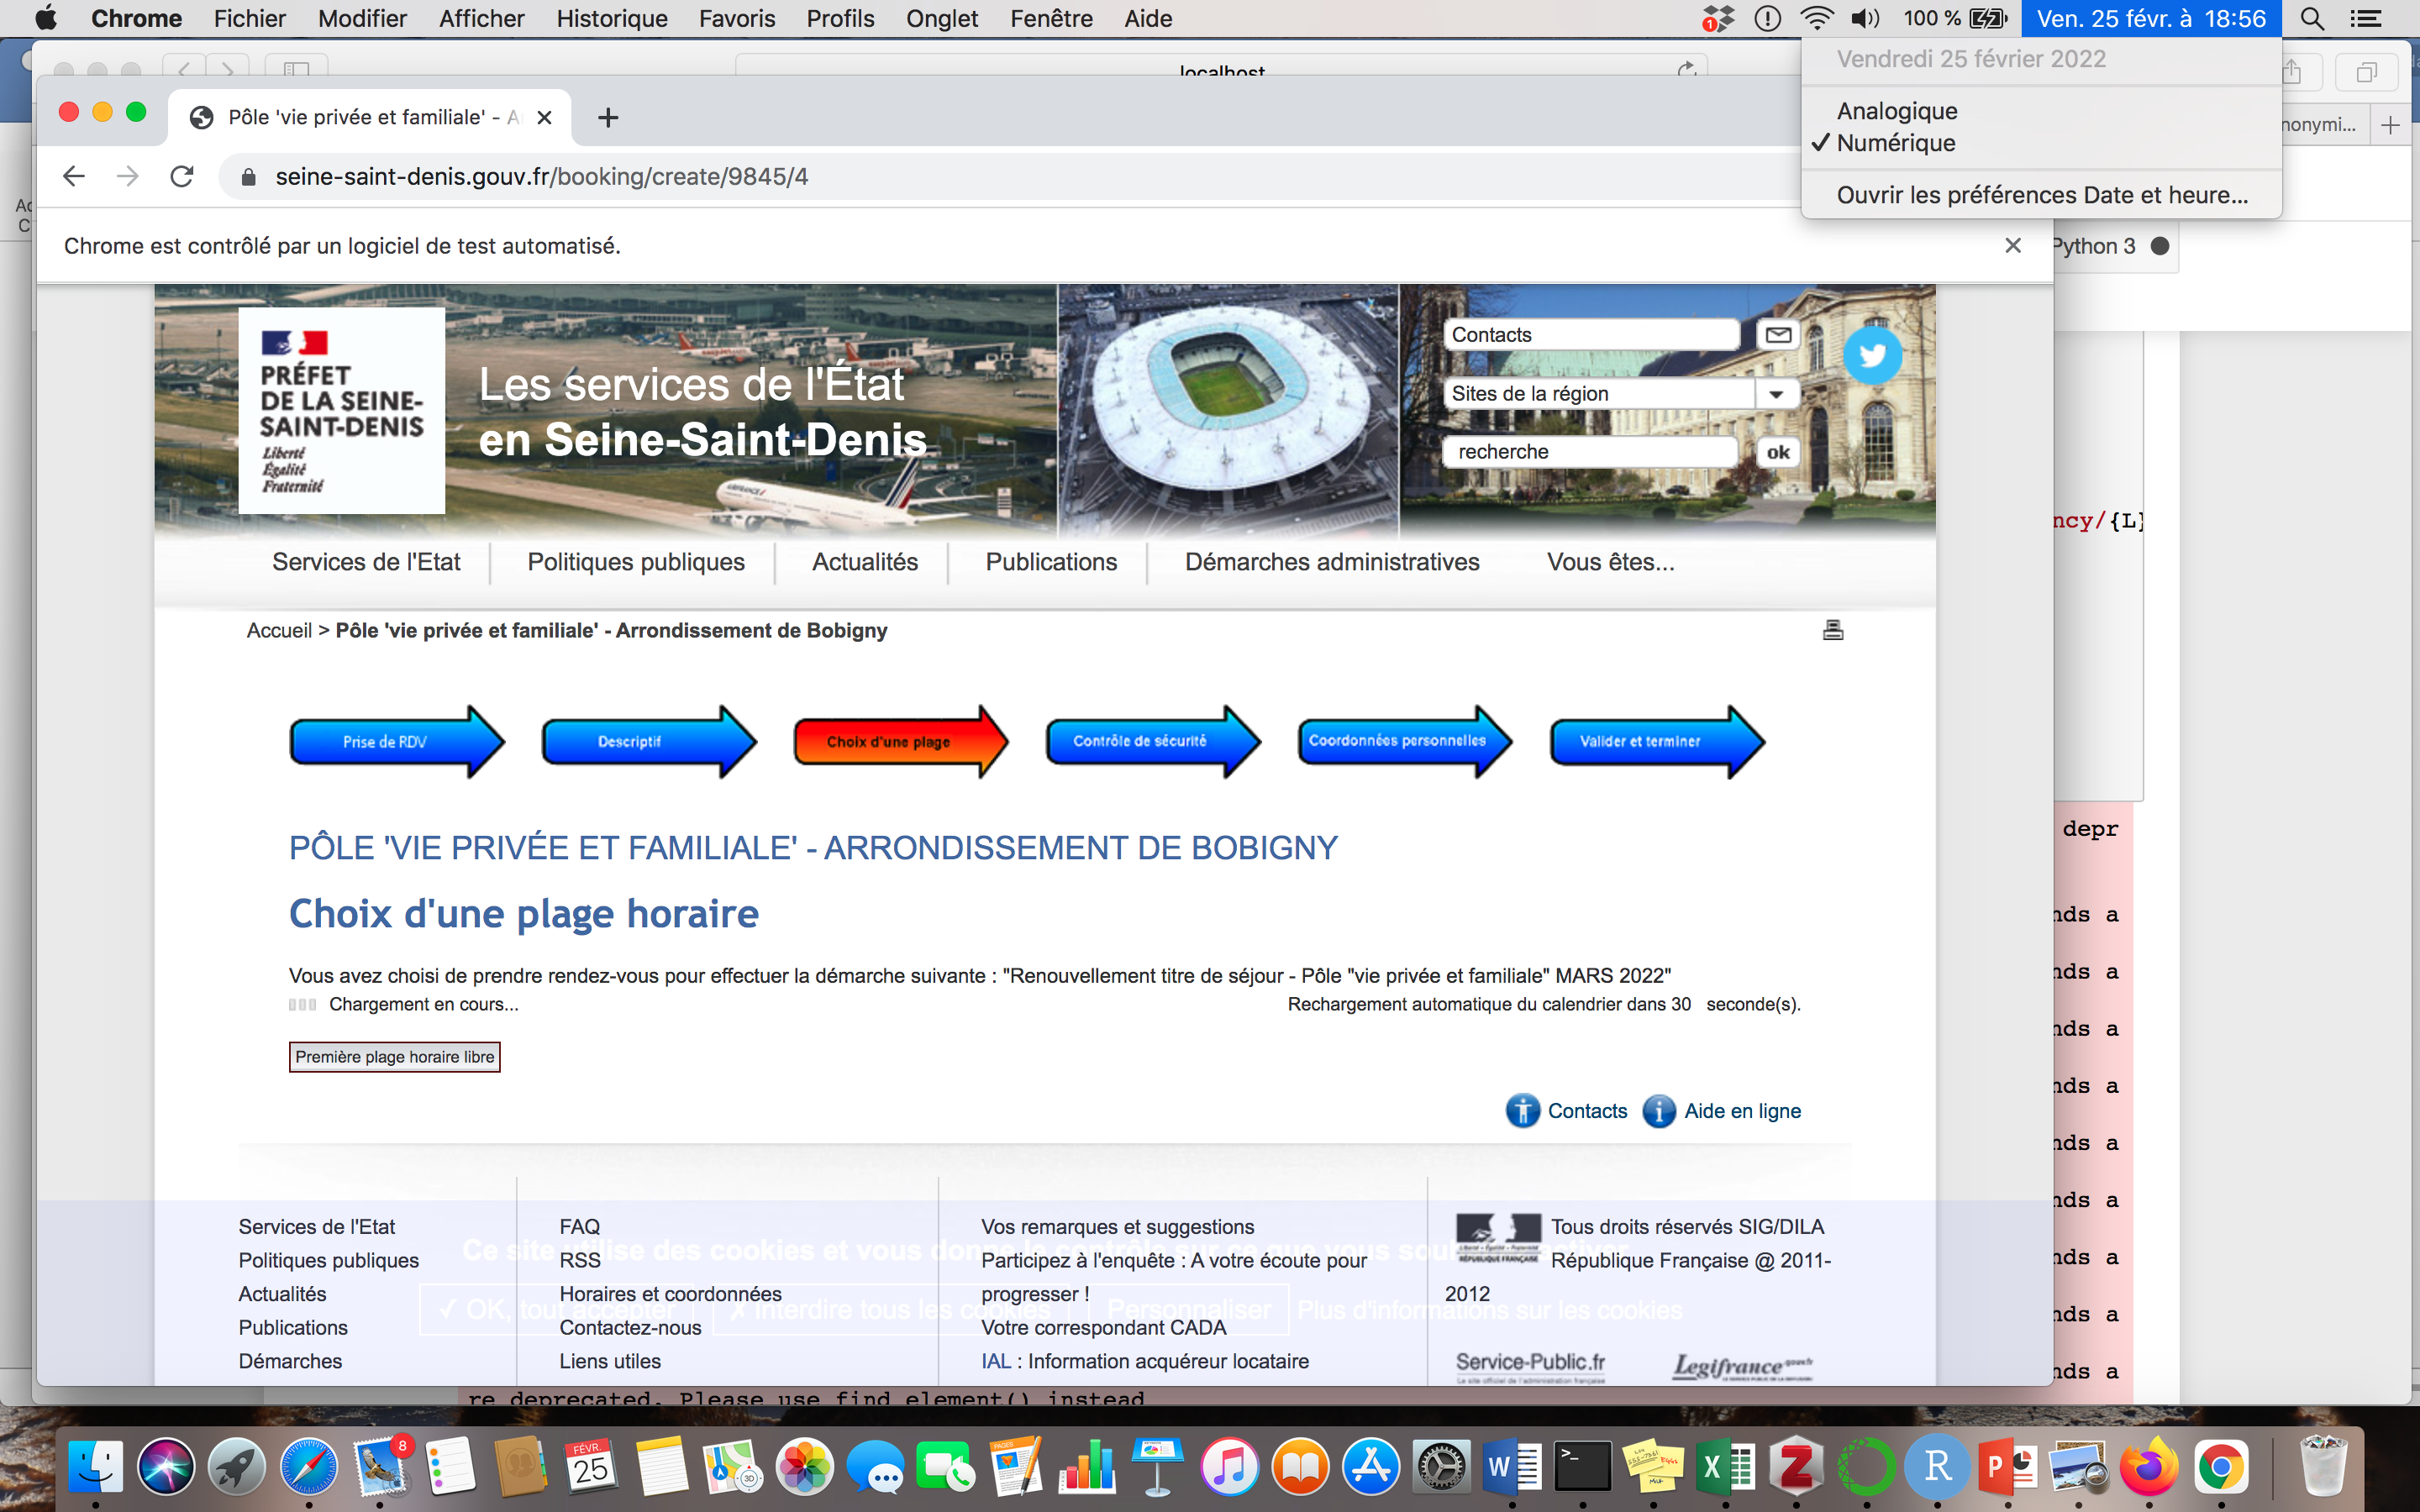 Chrome Fichier Modifier Afficher Historique Favoris Profils Onglet Fenêtre Aide 1 100 % Ven. 25 févr. à 18:56
Vendredi 25 février 2022
Analogique
✓ Numérique
Ouvrir les préférences Date et heure...
localhost
Pôle 'vie privée et familiale' - A
nonymi...
seine-saint-denis.gouv.fr/booking/create/9845/4
Chrome est contrôlé par un logiciel de test automatisé.
Python 3
PRÉFET
DE LA SEINE-
SAINT-DENIS
Liberté
Égalité
Fraternité
Les services de l'État
en Seine-Saint-Denis
Contacts
Sites de la région
recherche
ok
ncy/{L}
Services de l'Etat Politiques publiques Actualités Publications Démarches administratives Vous êtes...
Accueil > Pôle 'vie privée et familiale' - Arrondissement de Bobigny
Prise de RDV Descriptif Choix d'une plage Contrôle de sécurité Coordonnées personnelles Valider et terminer
PÔLE 'VIE PRIVÉE ET FAMILIALE' - ARRONDISSEMENT DE BOBIGNY
Choix d'une plage horaire
Vous avez choisi de prendre rendez-vous pour effectuer la démarche suivante : "Renouvellement titre de séjour - Pôle "vie privée et familiale" MARS 2022"
Chargement en cours... Rechargement automatique du calendrier dans 30 seconde(s).
Première plage horaire libre
Contacts Aide en ligne
depr
nds a
nds a
nds a
nds a
nds a
nds a
nds a
nds a
nds a
Services de l'Etat
Politiques publiques
Actualités
Publications
Démarches
FAQ
RSS
Horaires et coordonnées
Contactez-nous
Liens utiles
Vos remarques et suggestions
Participez à l'enquête : A votre écoute pour
progresser !
Votre correspondant CADA
IAL : Information acquéreur locataire
Tous droits réservés SIG/DILA
République Française @ 2011-
2012
Service-Public.fr
Legifrance.gouv.fr
Ce site utilise des cookies et vous donne le contrôle sur ce que vous souhaitez activer
✓ OK, tout accepter ✗ Interdire tous les cookies Personnaliser Plus d'informations sur les cookies
re deprecated. Please use find_element() instead
8
FÉVR.
25